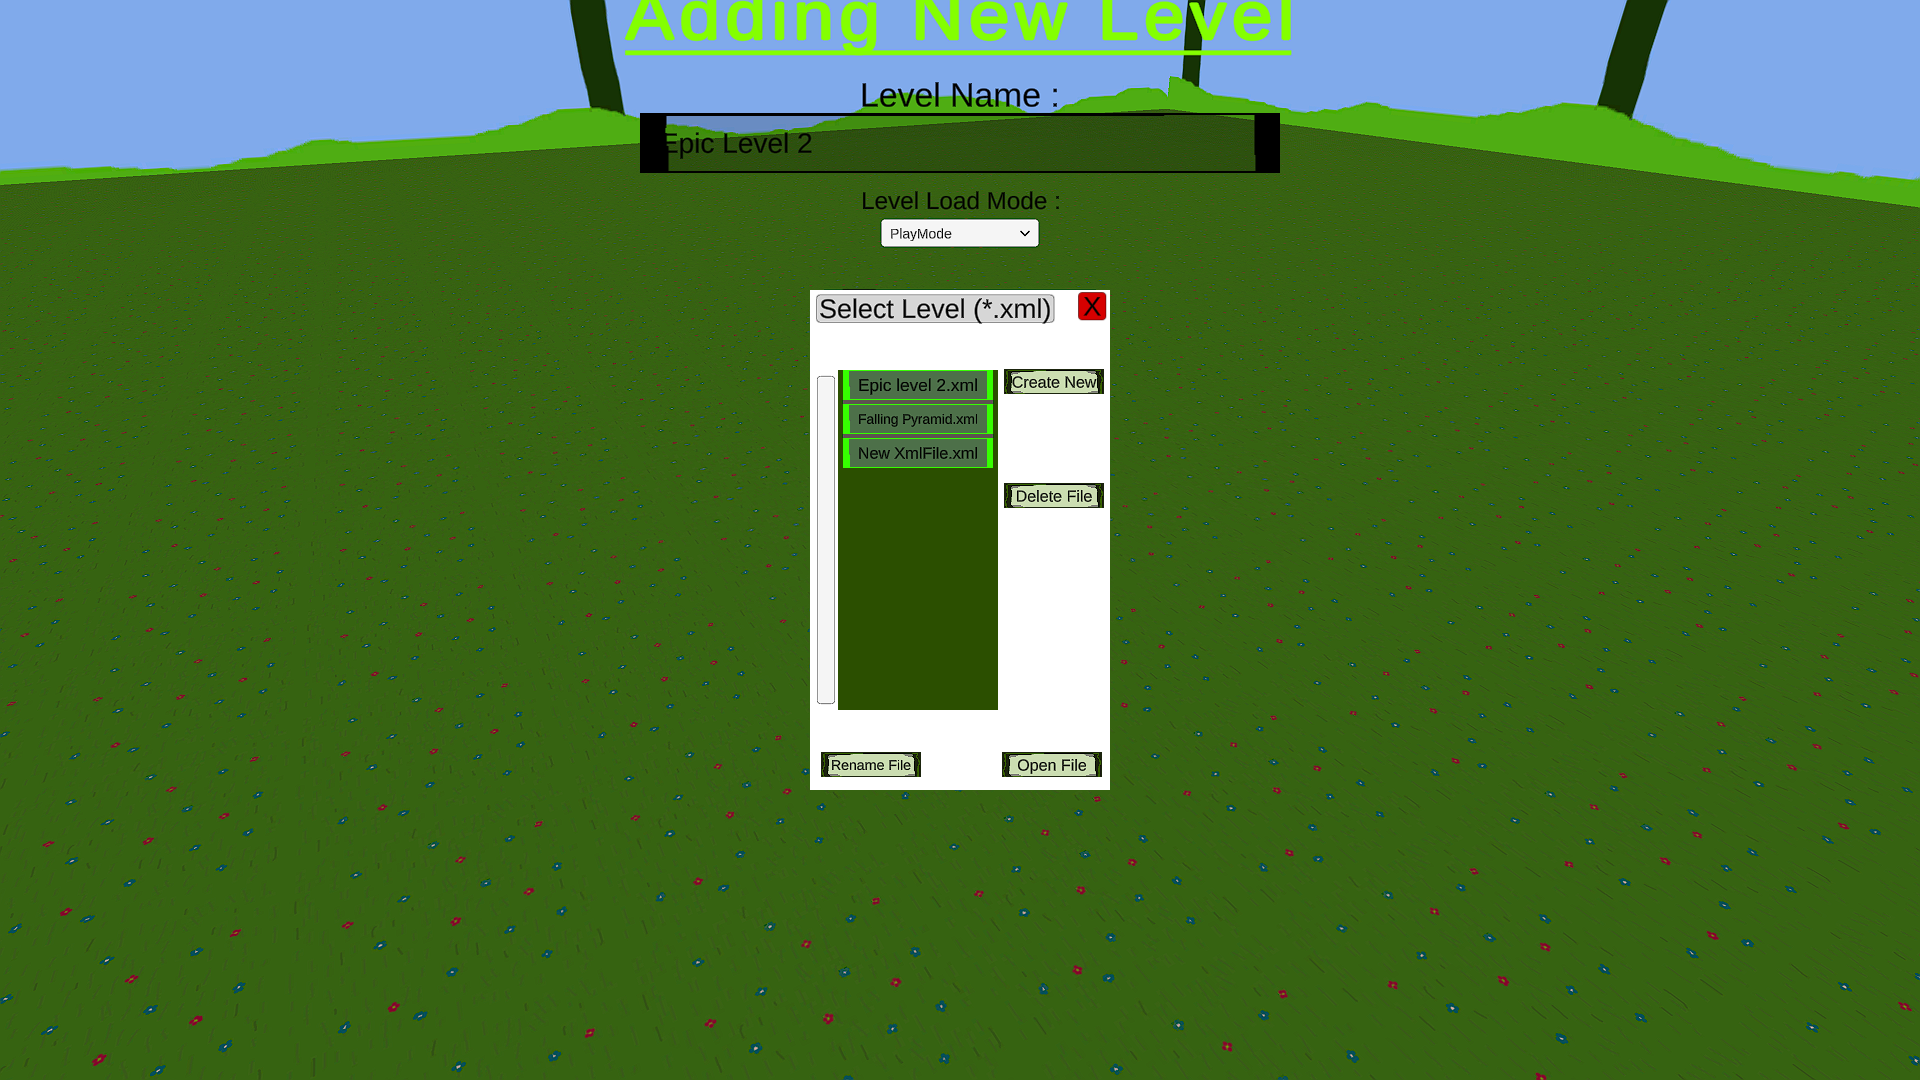 Adding New Level
Level Name :
Epic Level 2
Level Load Mode :
PlayMode
Select Level (*.xml)
X
Epic level 2.xml
Create New
Falling Pyramid.xml
New XmlFile.xml
Delete File
Rename File
Open File